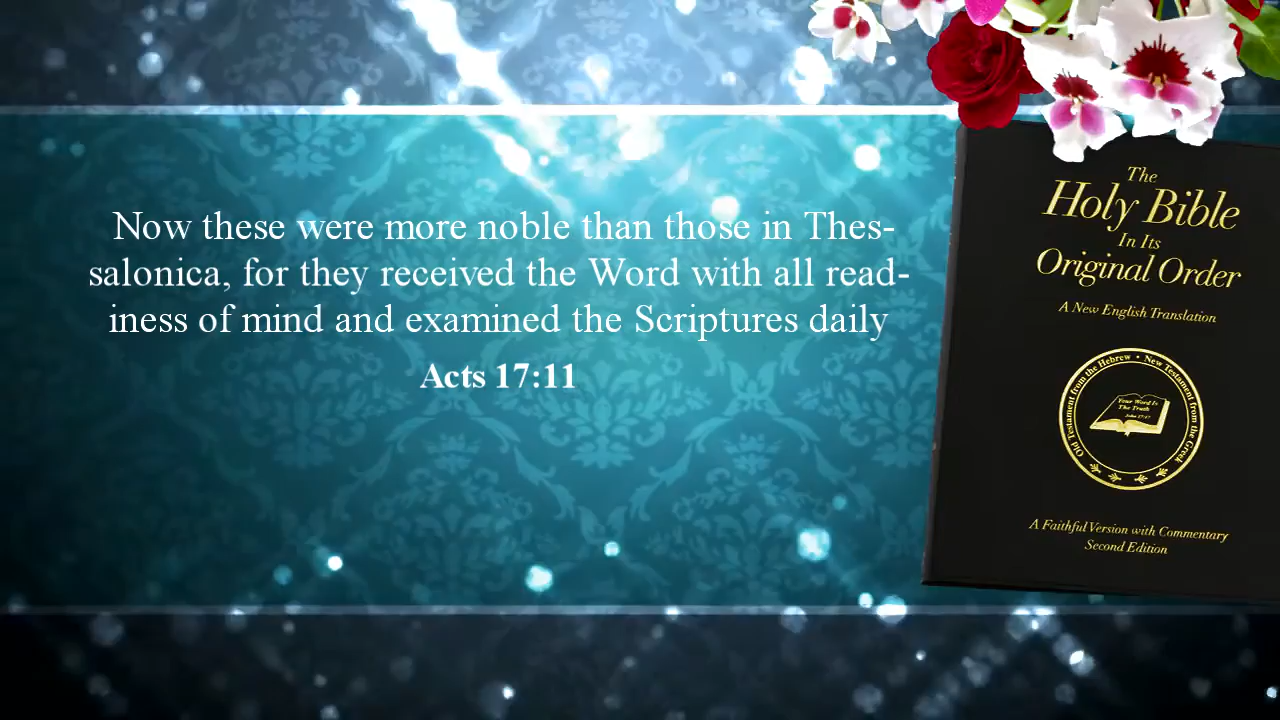 Now these were more noble than those in Thes-
salonica, for they received the Word with all read-
iness of mind and examined the Scriptures daily
Acts 17:11
The
Holy Bible
In Its
Original Order
A New English Translation
Old Testament from the Hebrew • New Testament from the Greek
Your Word Is
The Truth
John 17:17
A Faithful Version with Commentary
Second Edition